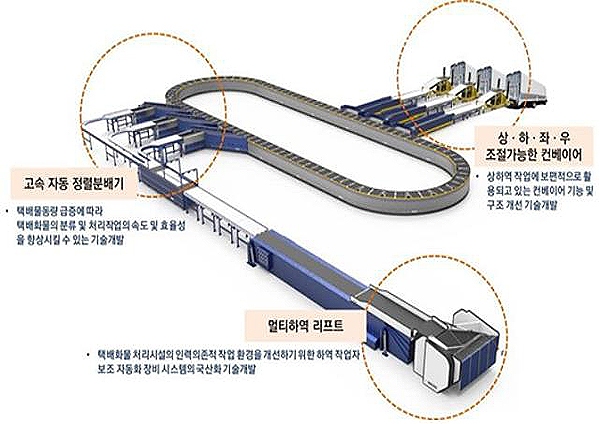 상·하·좌·우
조절가능한 컨베이어
• 상하역 작업에 보편적으로 활
용되고 있는 컨베이어 기능 및
구조 개선 기술개발
고속 자동 정렬분배기
• 택배물동량 급증에 따라
택배화물의 분류 및 처리작업의 속도 및 효율성
을 향상시킬 수 있는 기술개발
멀티하역 리프트
• 택배화물 처리시설의 인력의존적 작업 환경을 개선하기 위한 하역 작업자
보조 자동화 장비 시스템의 국산화 기술개발